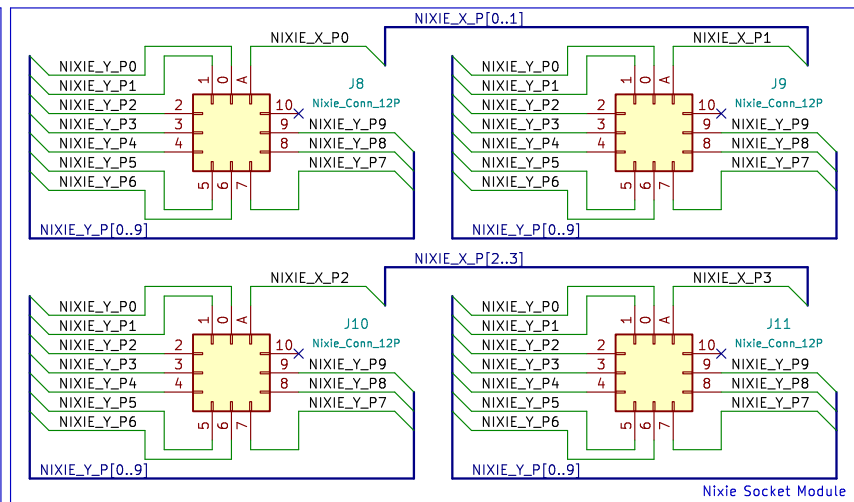 NIXIE_X_P[0..1]
NIXIE_X_P0
NIXIE_Y_P0
NIXIE_Y_P1
NIXIE_Y_P2
NIXIE_Y_P3
NIXIE_Y_P4
NIXIE_Y_P5
NIXIE_Y_P6
1 0 A
2
3
4
5 6 7
10
9
8
J8
Nixie_Conn_12P
NIXIE_Y_P9
NIXIE_Y_P8
NIXIE_Y_P7
NIXIE_Y_P[0..9]
NIXIE_X_P1
NIXIE_Y_P0
NIXIE_Y_P1
NIXIE_Y_P2
NIXIE_Y_P3
NIXIE_Y_P4
NIXIE_Y_P5
NIXIE_Y_P6
1 0 A
2
3
4
5 6 7
10
9
8
J9
Nixie_Conn_12P
NIXIE_Y_P9
NIXIE_Y_P8
NIXIE_Y_P7
NIXIE_Y_P[0..9]
NIXIE_X_P[2..3]
NIXIE_X_P2
NIXIE_Y_P0
NIXIE_Y_P1
NIXIE_Y_P2
NIXIE_Y_P3
NIXIE_Y_P4
NIXIE_Y_P5
NIXIE_Y_P6
1 0 A
2
3
4
5 6 7
10
9
8
J10
Nixie_Conn_12P
NIXIE_Y_P9
NIXIE_Y_P8
NIXIE_Y_P7
NIXIE_Y_P[0..9]
NIXIE_X_P3
NIXIE_Y_P0
NIXIE_Y_P1
NIXIE_Y_P2
NIXIE_Y_P3
NIXIE_Y_P4
NIXIE_Y_P5
NIXIE_Y_P6
1 0 A
2
3
4
5 6 7
10
9
8
J11
Nixie_Conn_12P
NIXIE_Y_P9
NIXIE_Y_P8
NIXIE_Y_P7
NIXIE_Y_P[0..9]
Nixie Socket Module